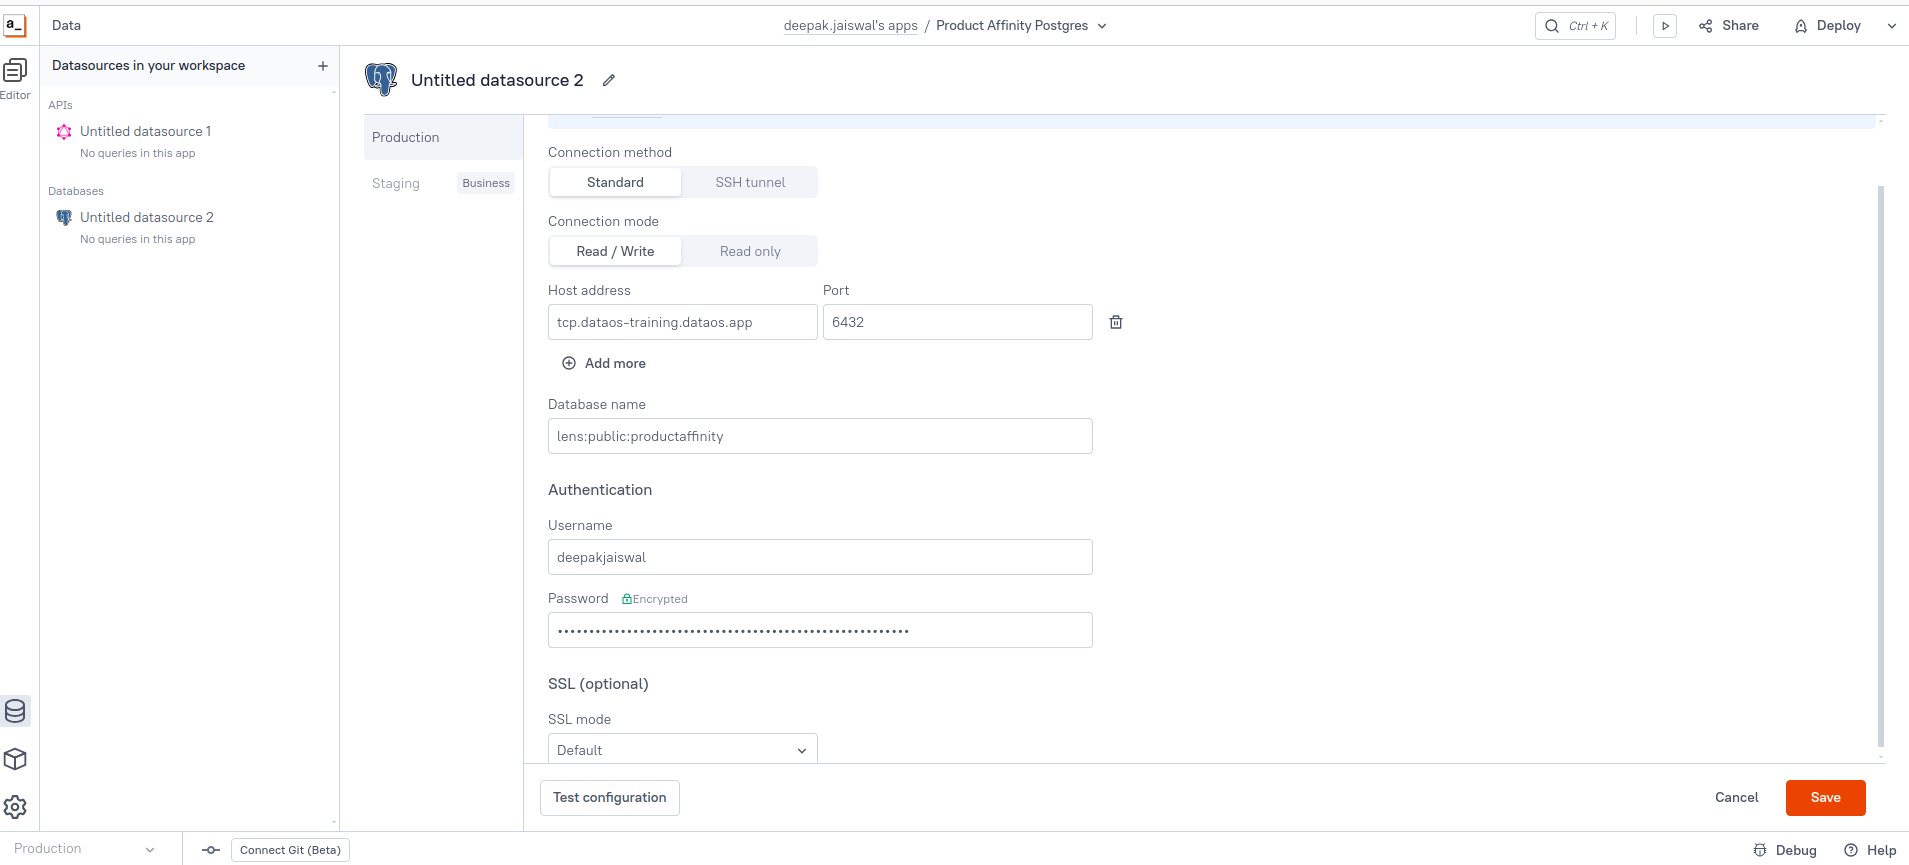 a_
Data
deepak.jaiswal's apps / Product Affinity Postgres
Ctrl + K
Share
Deploy
Editor
Datasources in your workspace
APIs
Untitled datasource 1
No queries in this app
Databases
Untitled datasource 2
No queries in this app
Untitled datasource 2
Production
Staging
Business
Connection method
Standard
SSH tunnel
Connection mode
Read / Write
Read only
Host address
Port
tcp.dataos-training.dataos.app
6432
Add more
Database name
lens:public:productaffinity
Authentication
Username
deepakjaiswal
Password
Encrypted
SSL (optional)
SSL mode
Default
Test configuration
Cancel
Save
Production
Connect Git (Beta)
Debug
Help